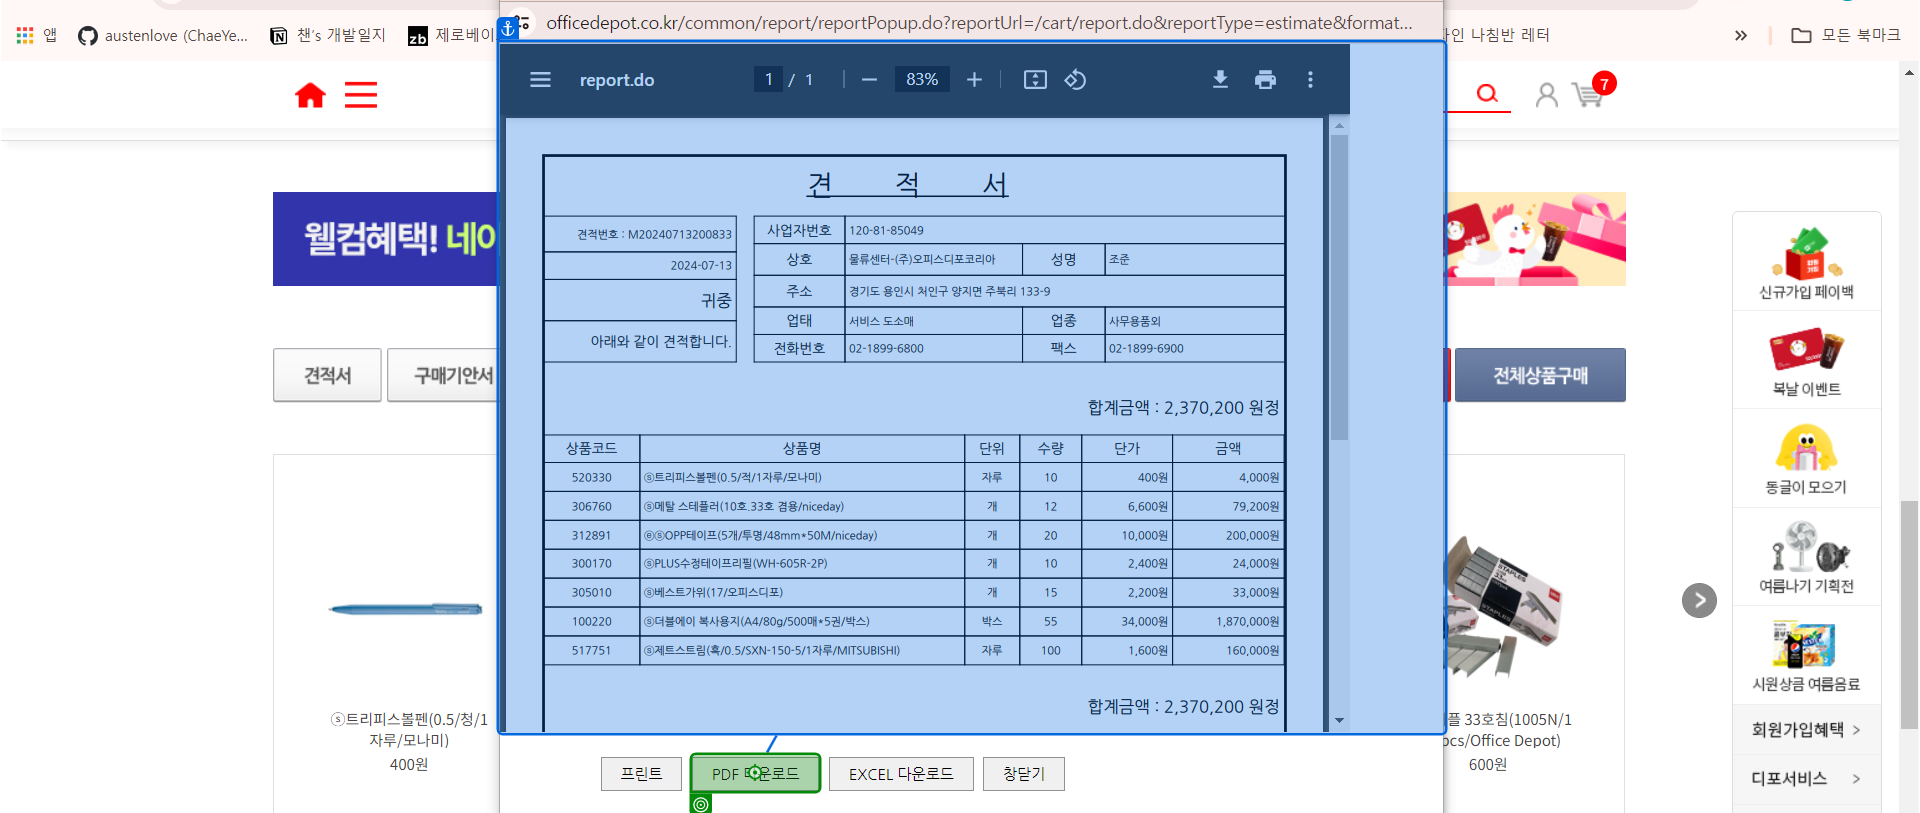 officedepot.co.kr/common/report/reportPopup.do?reportUrl=/cart/report.do&reportType=estimate&format...
앱
austenlove (ChaeYe...
챈's 개발일지
제로베이
인 나침반 레터
모든 북마크
report.do
1 / 1
83%
7
웰컴혜택! 네이
견적서
구매기안서
전체상품구매
견 적 서
견적번호 : M20240713200833
2024-07-13
귀중
아래와 같이 견적합니다.
사업자번호 120-81-85049
상호 물류센터-(주)오피스디포코리아 성명 조준
주소 경기도 용인시 처인구 양지면 주북리 133-9
업태 서비스 도소매 업종 사무용품외
전화번호 02-1899-6800 팩스 02-1899-6900
합계금액 : 2,370,200 원정
상품코드 상품명 단위 수량 단가 금액
520330 ⓢ트리피스볼펜(0.5/적/1자루/모나미) 자루 10 400원 4,000원
306760 ⓢ메탈 스테플러(10호.33호 겸용/niceday) 개 12 6,600원 79,200원
312891 ⓔⓢOPP테이프(5개/투명/48mm*50M/niceday) 개 20 10,000원 200,000원
300170 ⓢPLUS수정테이프리필(WH-605R-2P) 개 10 2,400원 24,000원
305010 ⓢ베스트가위(17/오피스디포) 개 15 2,200원 33,000원
100220 ⓢ더블에이 복사용지(A4/80g/500매*5권/박스) 박스 55 34,000원 1,870,000원
517751 ⓢ제트스트림(흑/0.5/SXN-150-5/1자루/MITSUBISHI) 자루 100 1,600원 160,000원
합계금액 : 2,370,200 원정
프린트
PDF 다운로드
EXCEL 다운로드
창닫기
ⓢ트리피스볼펜(0.5/청/1
자루/모나미)
400원
STAPLES
플 33호침(1005N/1
pcs/Office Depot)
600원
신규가입 페이백
복날 이벤트
동글이 모으기
여름나기 기획전
시원상큼 여름음료
회원가입혜택 >
디포서비스 >